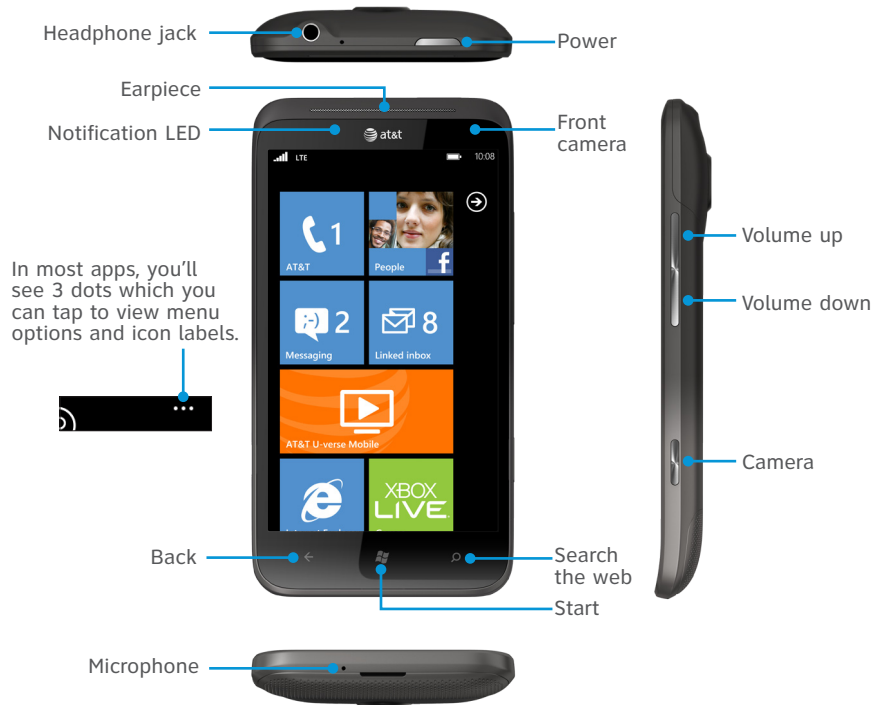 Headphone jack
Power
Earpiece
Notification LED
at&t
Front
camera
LTE
10:08
1
AT&T
People
f
Volume up
Volume down
In most apps, you’ll
see 3 dots which you
can tap to view menu
options and icon labels.
;-) 2
Messaging
8
Linked inbox
AT&T U-verse Mobile
XBOX
LIVE
Camera
Back
Search
the web
Start
Microphone